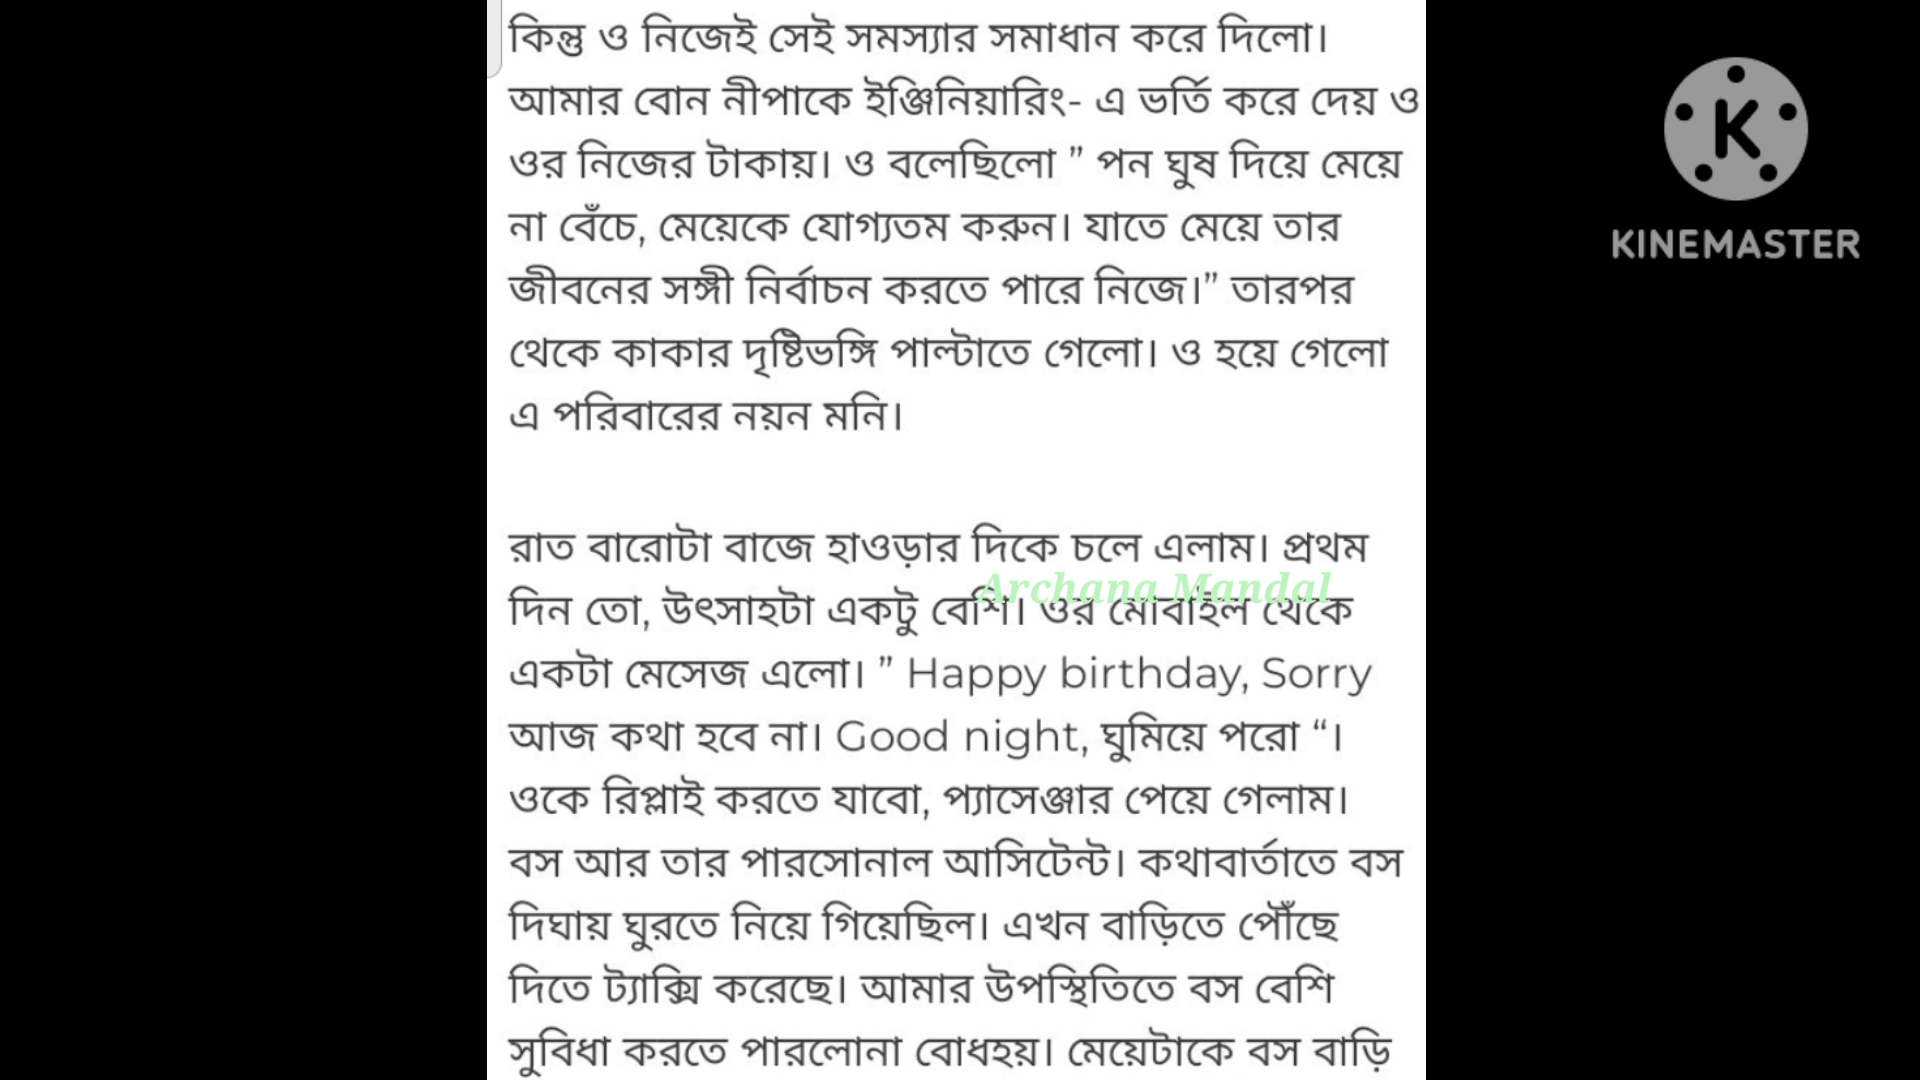 কিন্তু ও নিজেই সেই সমস্যার সমাধান করে দিলো।
আমার বোন নীপাকে ইঞ্জিনিয়ারিং- এ ভর্তি করে দেয় ও
ওর নিজের টাকায়। ও বলেছিলো ” পন ঘুষ দিয়ে মেয়ে
না বেঁচে, মেয়েকে যোগ্যতম করুন। যাতে মেয়ে তার
জীবনের সঙ্গী নির্বাচন করতে পারে নিজে।” তারপর
থেকে কাকার দৃষ্টিভঙ্গি পাল্টাতে গেলো। ও হয়ে গেলো
এ পরিবারের নয়ন মনি।
রাত বারোটা বাজে হাওড়ার দিকে চলে এলাম। প্রথম
দিন তো, উৎসাহটা একটু বেশি। ওর মোবাইল থেকে
একটা মেসেজ এলো। ” Happy birthday, Sorry
আজ কথা হবে না। Good night, ঘুমিয়ে পরো “।
ওকে রিপ্লাই করতে যাবো, প্যাসেঞ্জার পেয়ে গেলাম।
বস আর তার পারসোনাল আসিটেন্ট। কথাবার্তাতে বস
দিঘায় ঘুরতে নিয়ে গিয়েছিল। এখন বাড়িতে পৌঁছে
দিতে ট্যাক্সি করেছে। আমার উপস্থিতিতে বস বেশি
সুবিধা করতে পারলোনা বোধহয়। মেয়েটাকে বস বাড়ি
Archana Mandal
K
KINEMASTER